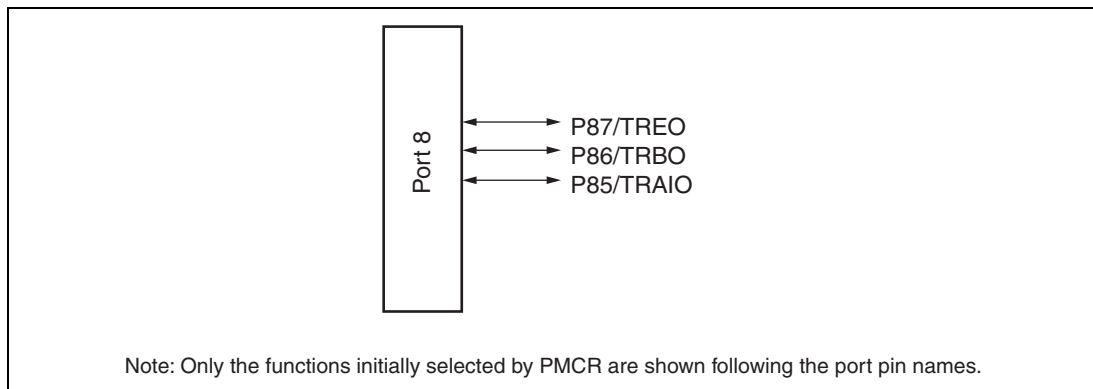 Port 8
P87/TREO
P86/TRBO
P85/TRAIO
Note: Only the functions initially selected by PMCR are shown following the port pin names.